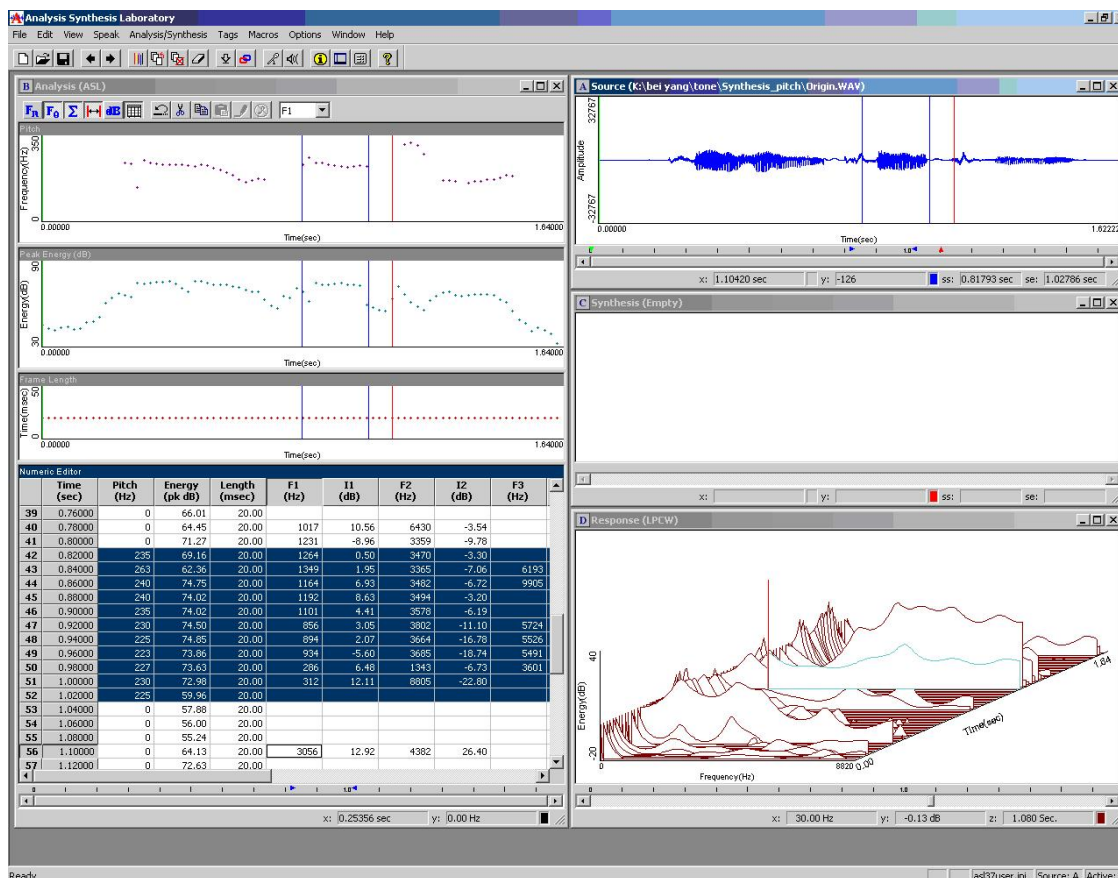 Analysis Synthesis Laboratory
File Edit View Speak Analysis/Synthesis Tags Macros Options Window Help
B Analysis (ASL)
F1
Pitch
Frequency(Hz)
350
0
0.00000
1.64000
Time(sec)
Peak Energy (dB)
Energy(dB)
90
30
0.00000
1.64000
Time(sec)
Frame Length
Time(msec)
50
0
0.00000
1.64000
Time(sec)
Numeric Editor
Time (sec) Pitch (Hz) Energy (pk dB) Length (msec) F1 (Hz) I1 (dB) F2 (Hz) I2 (dB) F3 (Hz)
39 0.76000 0 66.01 20.00
40 0.78000 0 64.45 20.00 1017 10.56 6430 -3.54
41 0.80000 0 71.27 20.00 1231 -8.96 3359 -9.78
42 0.82000 235 69.16 20.00 1264 0.50 3470 -3.30
43 0.84000 263 62.36 20.00 1349 1.95 3365 -7.06 6193
44 0.86000 240 74.75 20.00 1164 6.93 3482 -6.72 9905
45 0.88000 240 74.02 20.00 1192 8.63 3494 -3.20
46 0.90000 235 74.02 20.00 1101 4.41 3578 -6.19
47 0.92000 230 74.50 20.00 856 3.05 3802 -11.10 5724
48 0.94000 225 74.85 20.00 894 2.07 3664 -16.78 5526
49 0.96000 223 73.86 20.00 934 -5.60 3685 -18.74 5491
50 0.98000 227 73.63 20.00 286 6.48 1343 -6.73 3601
51 1.00000 230 72.98 20.00 312 12.11 8805 -22.80
52 1.02000 225 59.96 20.00
53 1.04000 0 57.88 20.00
54 1.06000 0 56.00 20.00
55 1.08000 0 55.24 20.00
56 1.10000 0 64.13 20.00 3056 12.92 4382 26.40
57 1.12000 0 72.63 20.00
0 1.0
x: 0.25356 sec y: 0.00 Hz
A Source (K:\bei yang\tone\Synthesis_pitch\Origin.WAV)
Amplitude
32767
-32767
0.00000
1.62222
Time(sec)
1.0
x: 1.10420 sec y: -126 ss: 0.81793 sec se: 1.02786 sec
C Synthesis (Empty)
x: y: ss: se:
D Response (LPCW)
Energy(dB)
40
-20
0
8820
Frequency(Hz)
0.00
1.64
Time(sec)
0 1.0
x: 30.00 Hz y: -0.13 dB z: 1.080 Sec.
Ready
asl37user.ini Source: A Active: